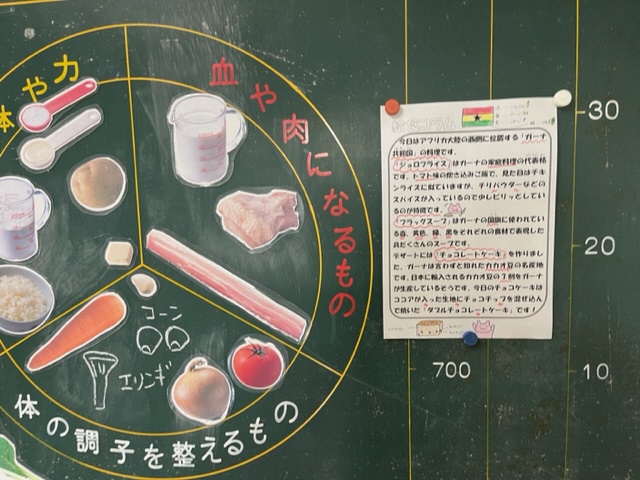 体や力
血や肉になるもの
コーン
エリンギ
体の調子を整えるもの
給食コラム
今日はアフリカ大陸の西側に位置する「ガーナ
共和国」の料理です。
「ジョロフライス」はガーナの家庭料理の代表格
です。トマト味の炊き込みご飯で、見た目はチキ
ンライスに似ていますが、チリパウダーなどの
スパイスが入っているので少しピリッとしてい
るのが特徴です。
「フラッグスープ」はガーナの国旗に使われてい
る赤、黄色、緑、黒をそれぞれの食材で表現した
具だくさんのスープです。
デザートには「チョコレートケーキ」を作りまし
た。ガーナは言わずと知れたカカオ豆の名産地
です。日本に輸入されるカカオ豆の7割をガーナ
が生産しているそうです。今日のチョコケーキは
ココアが入った生地にチョコチップを混ぜ込ん
で焼いた「ダブルチョコレートケーキ」です!
30
20
10
700